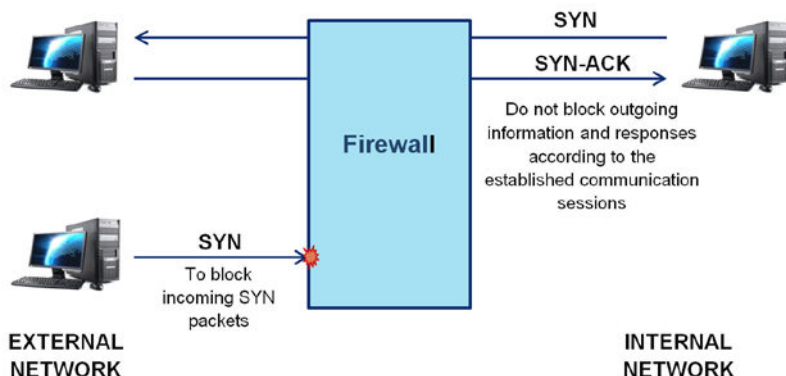 SYN
SYN-ACK
Do not block outgoing
information and responses
according to the
established communication
sessions
Firewall
SYN
To block
incoming SYN
packets
EXTERNAL
NETWORK
INTERNAL
NETWORK